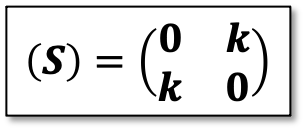 (S) = (0 k
k 0)